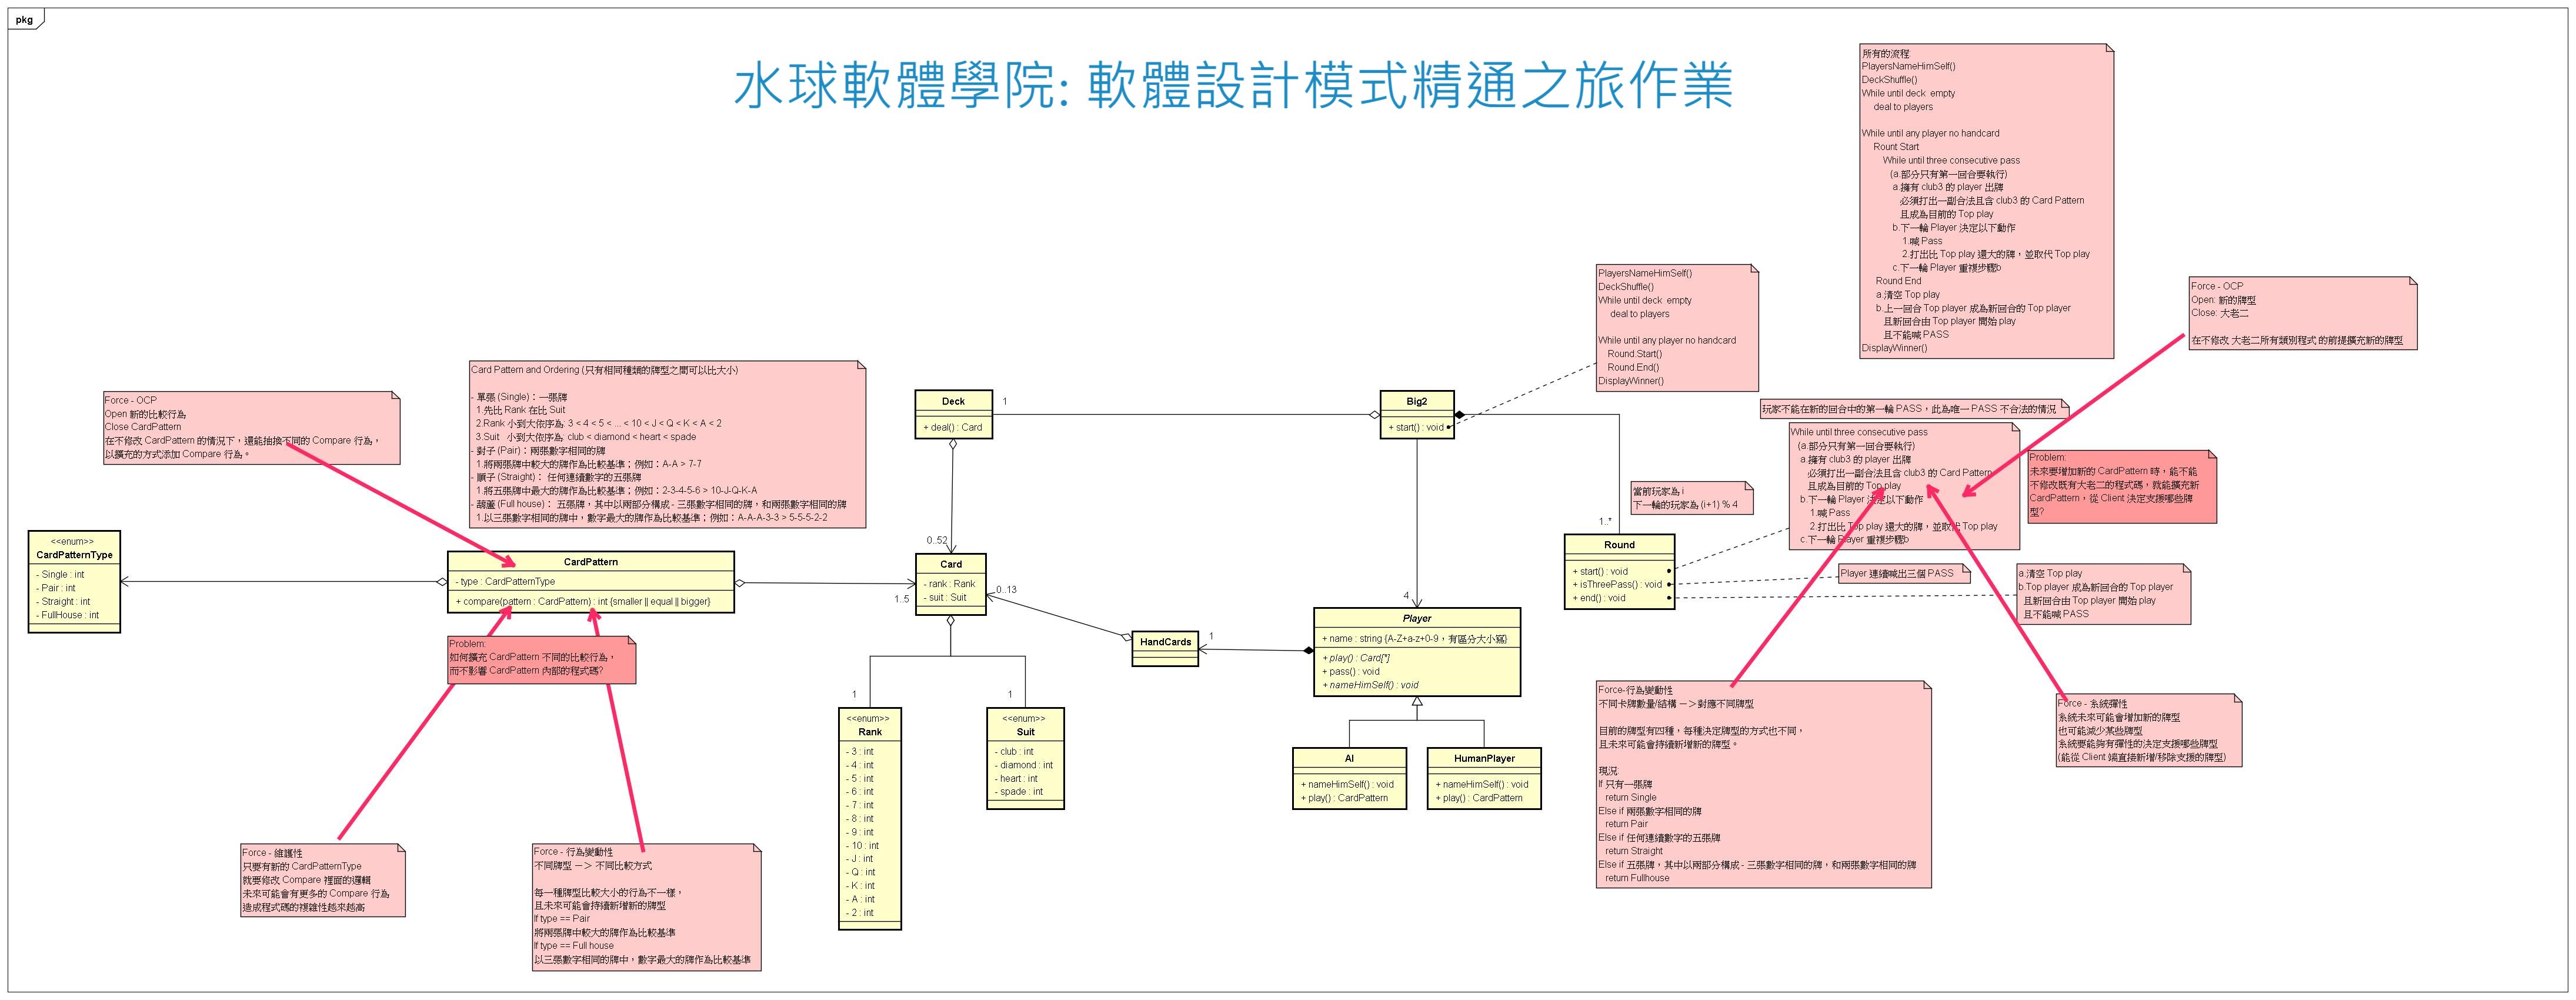 pkg
水球軟體學院: 軟體設計模式精通之旅作業
所有的流程
PlayersNameHimSelf()
DeckShuffle()
While until deck empty
deal to players
While until any player no handcard
Rount Start
While until three consecutive pass
(a.部分只有第一回合要執行)
a.擁有 club3 的 player 出牌
必須打出一副合法且含 club3 的 Card Pattern
且成為目前的 Top play
b.下一輪 Player 決定以下動作
1.喊 Pass
2.打出比 Top play 還大的牌，並取代 Top play
c.下一輪 Player 重複步驟b
Round End
a.清空 Top play
b.上一回合 Top player 成為新回合的 Top player
且新回合由 Top player 開始 play
且不能喊 PASS
DisplayWinner()
PlayersNameHimSelf()
DeckShuffle()
While until deck empty
deal to players
While until any player no handcard
Round.Start()
Round.End()
DisplayWinner()
Force - OCP
Open: 新的牌型
Close: 大老二
在不修改 大老二所有類別程式 的前提擴充新的牌型
Force - OCP
Open 新的比較行為
Close CardPattern
在不修改 CardPattern 的情況下，還能抽換不同的 Compare 行為，
以擴充的方式添加 Compare 行為。
Card Pattern and Ordering (只有相同種類的牌型之間可以比大小)
- 單張 (Single)：一張牌
1.先比 Rank 在比 Suit
2.Rank 小到大依序為: 3 < 4 < 5 < ... < 10 < J < Q < K < A < 2
3.Suit 小到大依序為: club < diamond < heart < spade
- 對子 (Pair)：兩張數字相同的牌
1.將兩張牌中較大的牌作為比較基準；例如：A-A > 7-7
- 順子 (Straight)： 任何連續數字的五張牌
1.將五張牌中最大的牌作為比較基準；例如：2-3-4-5-6 > 10-J-Q-K-A
- 葫蘆 (Full house)： 五張牌，其中以兩部分構成 - 三張數字相同的牌，和兩張數字相同的牌
1.以三張數字相同的牌中，數字最大的牌作為比較基準；例如：A-A-A-3-3 > 5-5-5-2-2
Deck
+ deal() : Card
1
Big2
+ start() : void
玩家不能在新的回合中的第一輪 PASS，此為唯一 PASS 不合法的情況
While until three consecutive pass
(a.部分只有第一回合要執行)
a.擁有 club3 的 player 出牌
必須打出一副合法且含 club3 的 Card Pattern
且成為目前的 Top play
b.下一輪 Player 決定以下動作
1.喊 Pass
2.打出比 Top play 還大的牌，並取代 Top play
c.下一輪 Player 重複步驟b
Problem:
未來要增加新的 CardPattern 時，能不能
不修改既有大老二的程式碼，就能擴充新
CardPattern，從 Client 決定支援哪些牌
型?
當前玩家為 i
下一輪的玩家為 (i+1) % 4
1..*
Round
+ start() : void
+ isThreePass() : void
+ end() : void
Player 連續喊出三個 PASS
a.清空 Top play
b.Top player 成為新回合的 Top player
且新回合由 Top player 開始 play
且不能喊 PASS
<<enum>>
CardPatternType
- Single : int
- Pair : int
- Straight : int
- FullHouse : int
CardPattern
- type : CardPatternType
+ compare(pattern : CardPattern) : int {smaller || equal || bigger}
0..52
1..5
Card
- rank : Rank
- suit : Suit
0..13
HandCards
1
4
Player
+ name : string {A-Z+a-z+0-9，有區分大小寫}
+ play() : Card[*]
+ pass() : void
+ nameHimSelf() : void
Problem:
如何擴充 CardPattern 不同的比較行為，
而不影響 CardPattern 內部的程式碼?
1
1
<<enum>>
Rank
- 3 : int
- 4 : int
- 5 : int
- 6 : int
- 7 : int
- 8 : int
- 9 : int
- 10 : int
- J : int
- Q : int
- K : int
- A : int
- 2 : int
<<enum>>
Suit
- club : int
- diamond : int
- heart : int
- spade : int
AI
+ nameHimSelf() : void
+ play() : CardPattern
HumanPlayer
+ nameHimSelf() : void
+ play() : CardPattern
Force-行為變動性
不同卡牌數量/結構 —>對應不同牌型
目前的牌型有四種，每種決定牌型的方式也不同，
且未來可能會持續新增新的牌型。
現況:
If 只有一張牌
return Single
Else if 兩張數字相同的牌
return Pair
Else if 任何連續數字的五張牌
return Straight
Else if 五張牌，其中以兩部分構成 - 三張數字相同的牌，和兩張數字相同的牌
return Fullhouse
Force - 系統彈性
系統未來可能會增加新的牌型
也可能減少某些牌型
系統要能夠有彈性的決定支援哪些牌型
(能從 Client 端直接新增/移除支援的牌型)
Force - 維護性
只要有新的 CardPatternType
就要修改 Compare 裡面的邏輯
未來可能會有更多的 Compare 行為
造成程式碼的複雜性越來越高
Force - 行為變動性
不同牌型 —> 不同比較方式
每一種牌型比較大小的行為不一樣，
且未來可能會持續新增新的牌型
If type == Pair
將兩張牌中較大的牌作為比較基準
If type == Full house
以三張數字相同的牌中，數字最大的牌作為比較基準